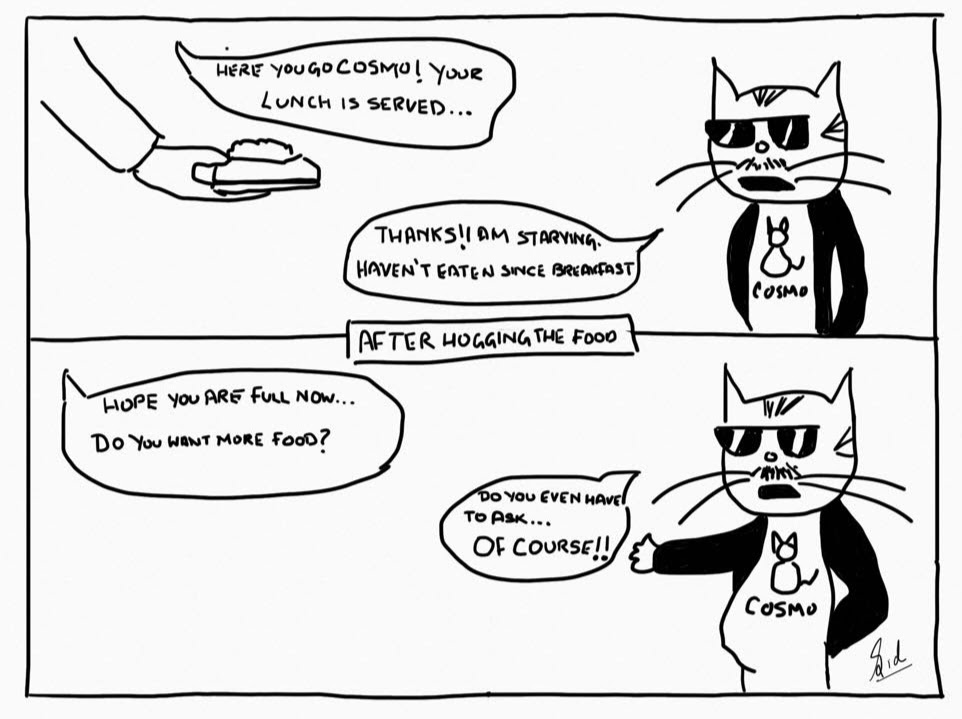 HERE YOU GO COSMO! YOUR
LUNCH IS SERVED...
THANKS!! I AM STARVING.
HAVEN'T EATEN SINCE BREAKFAST
COSMO
AFTER HOGGING THE FOOD
HOPE YOU ARE FULL NOW...
DO YOU WANT MORE FOOD?
DO YOU EVEN HAVE
TO ASK...
OF COURSE!!
COSMO
Sid